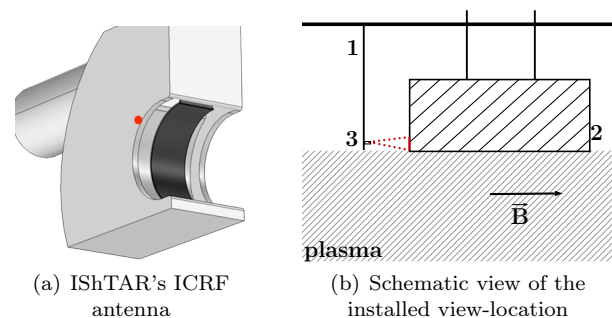 1
2
3
B
plasma
(a) IShTAR's ICRF
antenna
(b) Schematic view of the
installed view-location